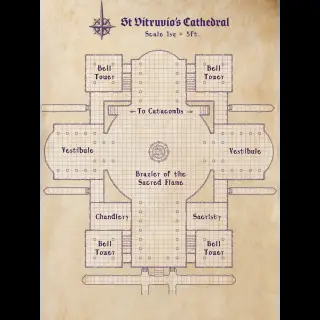 St Vitruvio's Cathedral
Scale 1sq = 5ft.
Bell
Tower
Bell
Tower
To Catacombs
Vestibule
Vestibule
Brazier of the
Sacred Flame
Chandlery
Sacristy
Bell
Tower
Bell
Tower